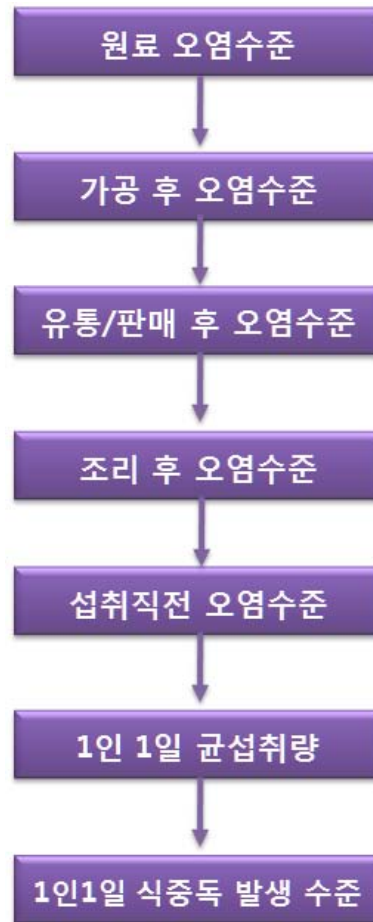 원료 오염수준
가공 후 오염수준
유통/판매 후 오염수준
조리 후 오염수준
섭취직전 오염수준
1인 1일 균섭취량
1인1일 식중독 발생 수준